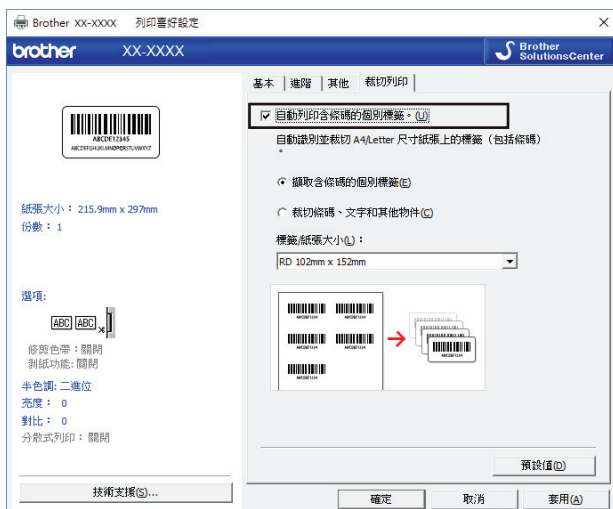 Brother XX-XXXX 列印喜好設定
brother XX-XXXX
Brother
SolutionsCenter
基本 進階 其他 裁切列印
自動列印含條碼的個別標籤。(U)
自動識別並裁切 A4/Letter 尺寸紙張上的標籤（包括條碼）
。
擷取含條碼的個別標籤(E)
裁切條碼、文字和其他物件(C)
標籤/紙張大小(L)：
RD 102mm x 152mm
ABCDE12345
ABCDEFGHIJKLMNOPQRSTUVWXYZ
紙張大小： 215.9mm x 297mm
份數： 1
選項:
ABC ABC
修剪色帶：關閉
剝紙功能: 關閉
半色調: 二進位
亮度： 0
對比： 0
分散式列印： 關閉
技術支援(S)...
預設值(D)
確定 取消 套用(A)